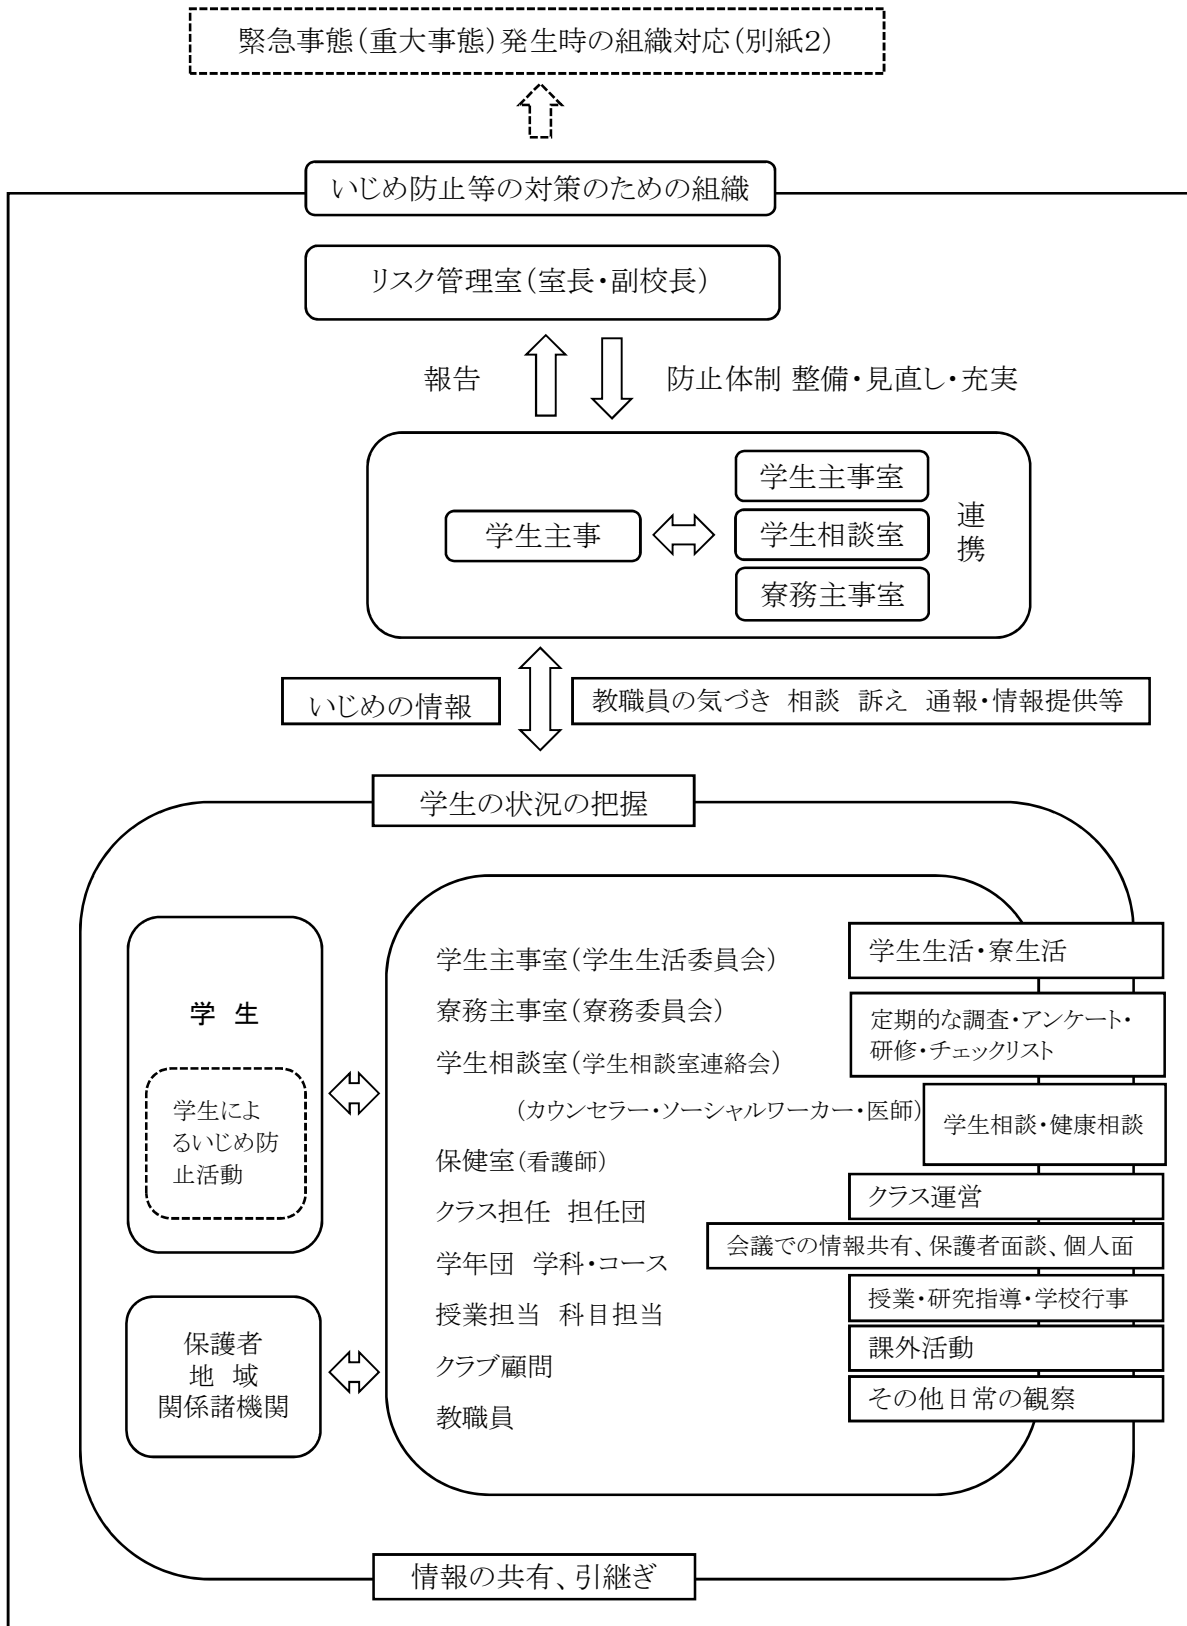 緊急事態(重大事態)発生時の組織対応(別紙2)
いじめ防止等の対策のための組織
リスク管理室(室長・副校長)
報告
防止体制 整備・見直し・充実
学生主事
学生主事室
学生相談室
寮務主事室
連携
いじめの情報
教職員の気づき 相談 訴え 通報・情報提供等
学生の状況の把握
学 生
学生によ
るいじめ防
止活動
保護者
地 域
関係諸機関
学生主事室(学生生活委員会)
寮務主事室(寮務委員会)
学生相談室(学生相談室連絡会)
(カウンセラー・ソーシャルワーカー・医師)
保健室(看護師)
クラス担任 担任団
学年団 学科・コース
授業担当 科目担当
クラブ顧問
教職員
学生生活・寮生活
定期的な調査・アンケート・
研修・チェックリスト
学生相談・健康相談
クラス運営
会議での情報共有、保護者面談、個人面
授業・研究指導・学校行事
課外活動
その他日常の観察
情報の共有、引継ぎ